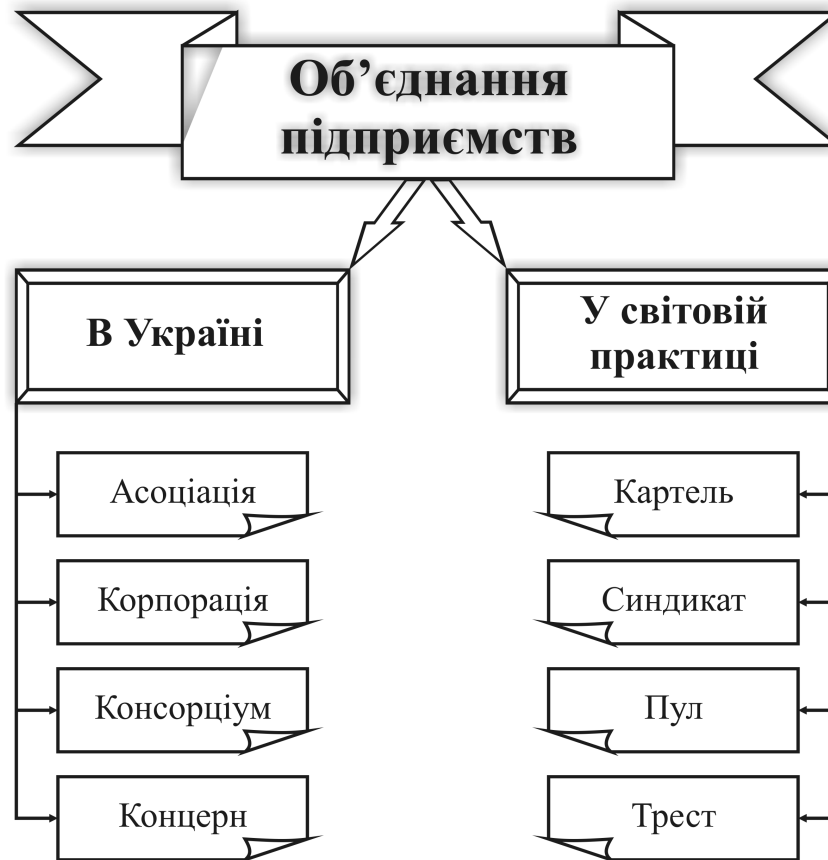 Об’єднання
підприємств
В Україні
У світовій
практиці
Асоціація
Картель
Корпорація
Синдикат
Консорціум
Пул
Концерн
Трест